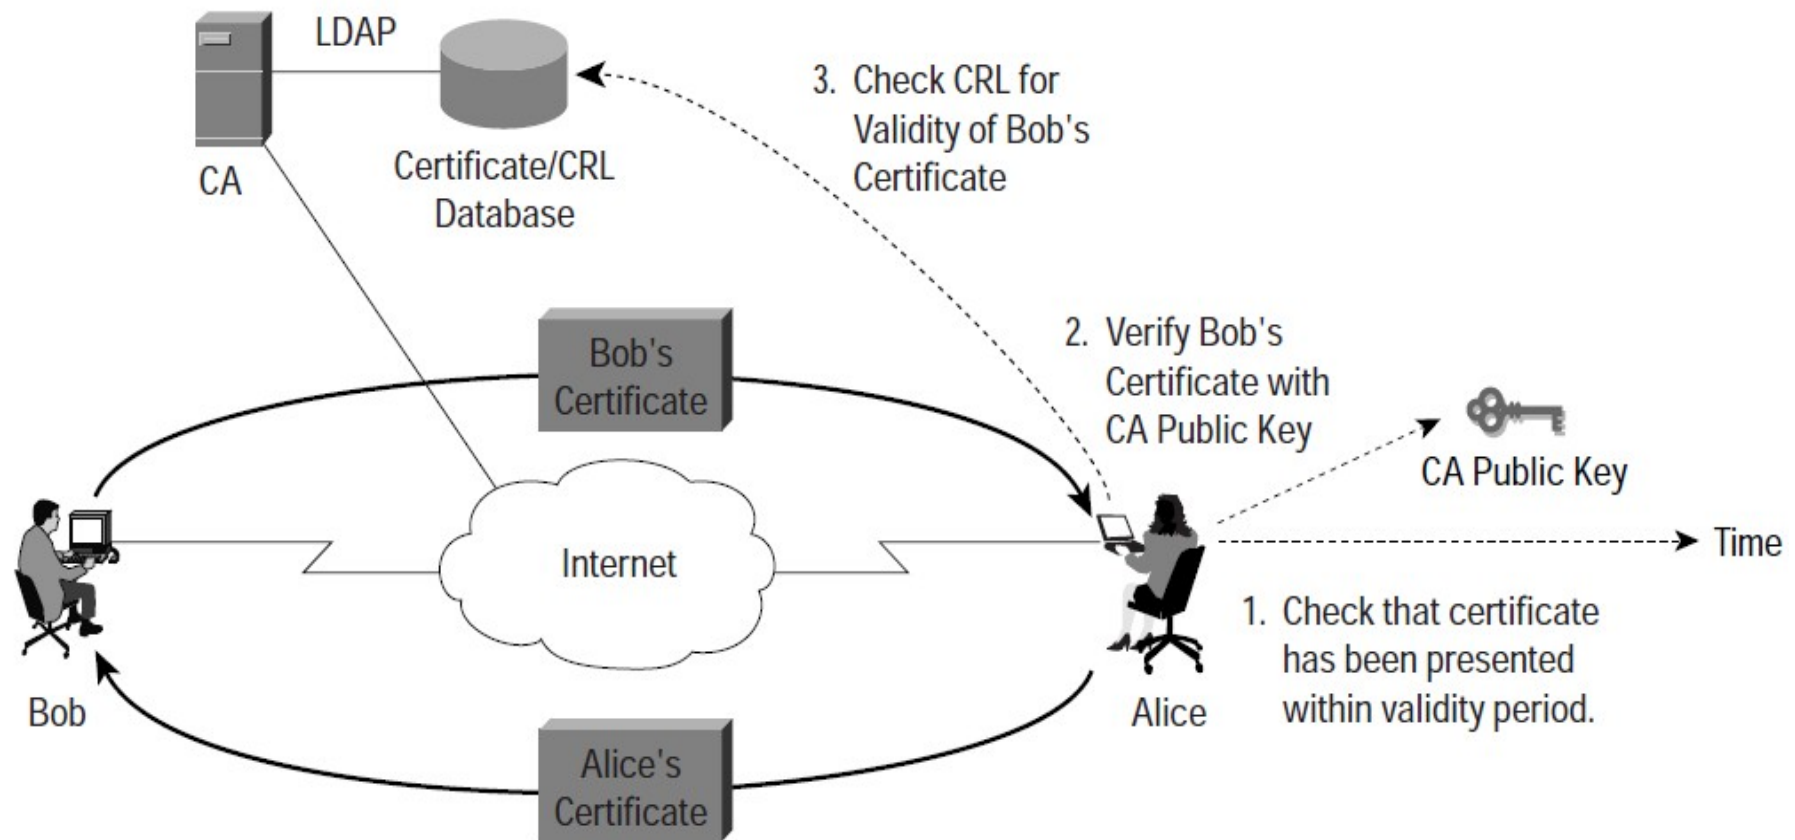 LDAP
CA
Certificate/CRL
Database
3. Check CRL for
Validity of Bob's
Certificate
Bob's
Certificate
2. Verify Bob's
Certificate with
CA Public Key
CA Public Key
Internet
Time
1. Check that certificate
has been presented
within validity period.
Bob
Alice
Alice's
Certificate